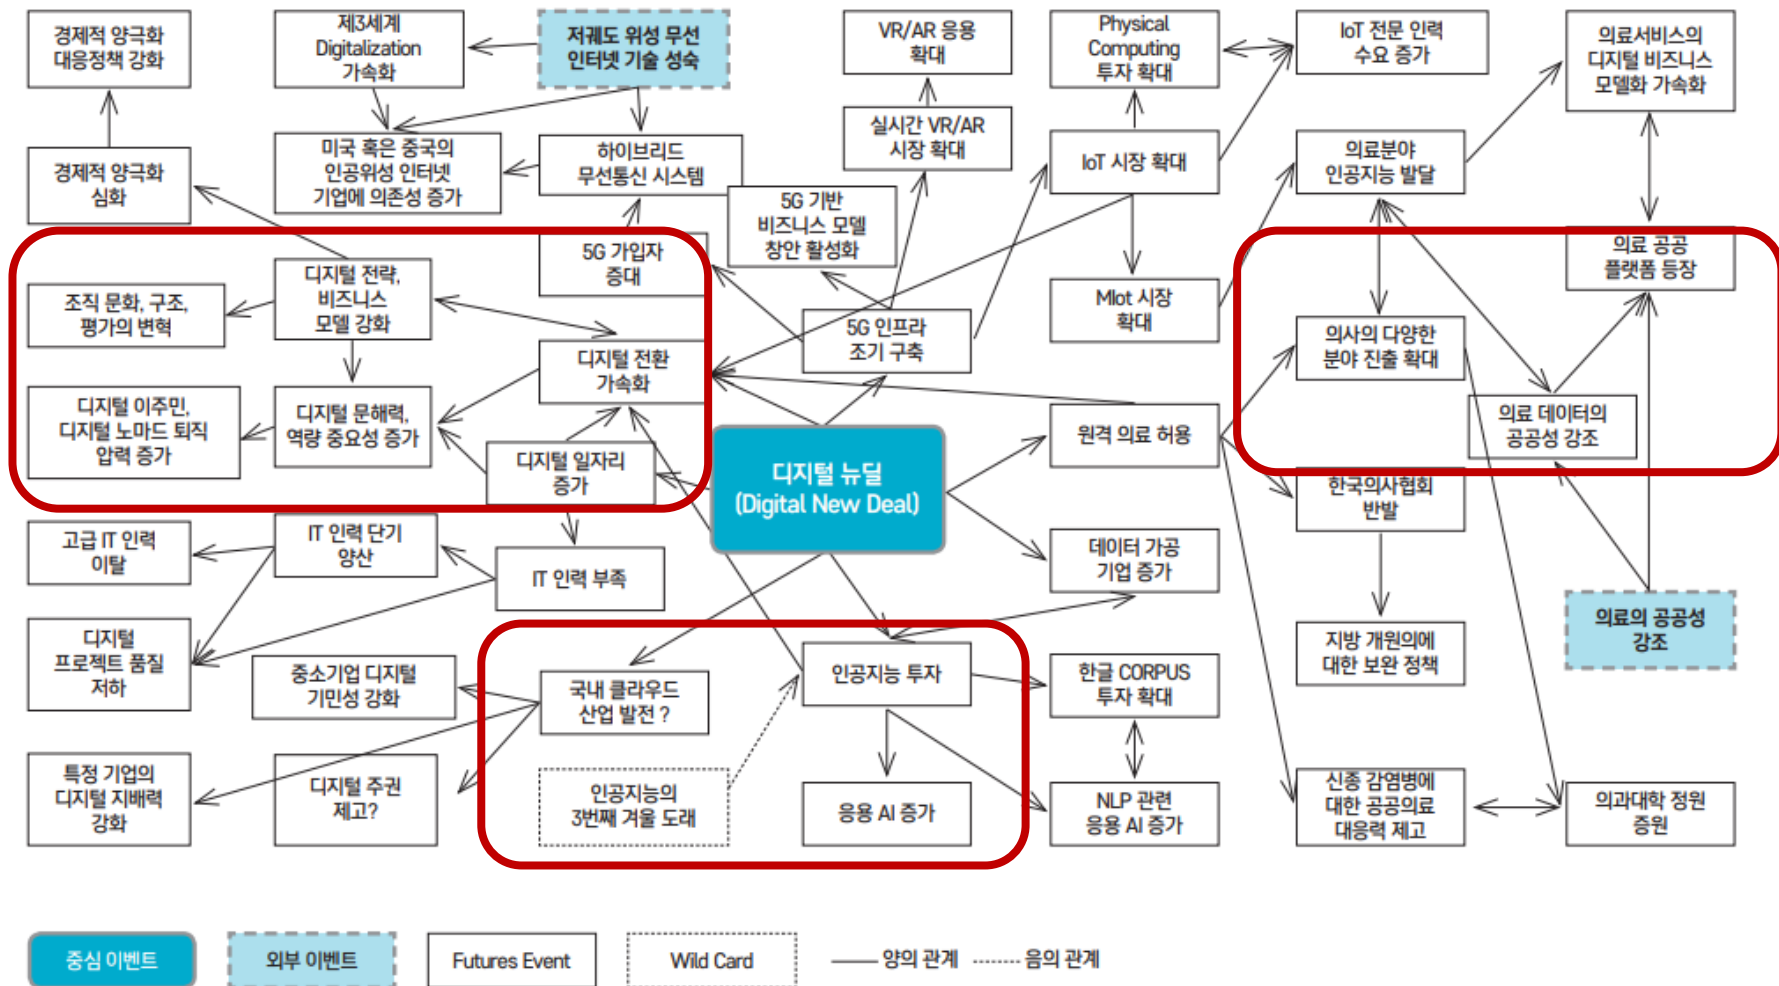 경제적 양극화
대응정책 강화
제3세계
Digitalization
가속화
저궤도 위성 무선
인터넷 기술 성숙
VR/AR 응용
확대
Physical
Computing
투자 확대
IoT 전문 인력
수요 증가
의료서비스의
디지털 비즈니스
모델화 가속화
경제적 양극화
심화
미국 혹은 중국의
인공위성 인터넷
기업에 의존성 증가
하이브리드
무선통신 시스템
실시간 VR/AR
시장 확대
IoT 시장 확대
의료분야
인공지능 발달
5G 기반
비즈니스 모델
창안 활성화
5G 가입자
증대
의료 공공
플랫폼 등장
조직 문화, 구조,
평가의 변혁
디지털 전략,
비즈니스
모델 강화
디지털 전환
가속화
5G 인프라
조기 구축
MIot 시장
확대
의사의 다양한
분야 진출 확대
디지털 이주민,
디지털 노마드 퇴직
압력 증가
디지털 문해력,
역량 중요성 증가
디지털 일자리
증가
디지털 뉴딜
(Digital New Deal)
원격 의료 허용
의료 데이터의
공공성 강조
한국의사협회
반발
고급 IT 인력
이탈
IT 인력 단기
양산
IT 인력 부족
데이터 가공
기업 증가
의료의 공공성
강조
디지털
프로젝트 품질
저하
중소기업 디지털
기민성 강화
국내 클라우드
산업 발전 ?
인공지능 투자
한글 CORPUS
투자 확대
지방 개원의에
대한 보완 정책
특정 기업의
디지털 지배력
강화
디지털 주권
제고?
인공지능의
3번째 겨울 도래
응용 AI 증가
NLP 관련
응용 AI 증가
신종 감염병에
대한 공공의료
대응력 제고
의과대학 정원
증원
중심 이벤트
외부 이벤트
Futures Event
Wild Card
양의 관계
음의 관계